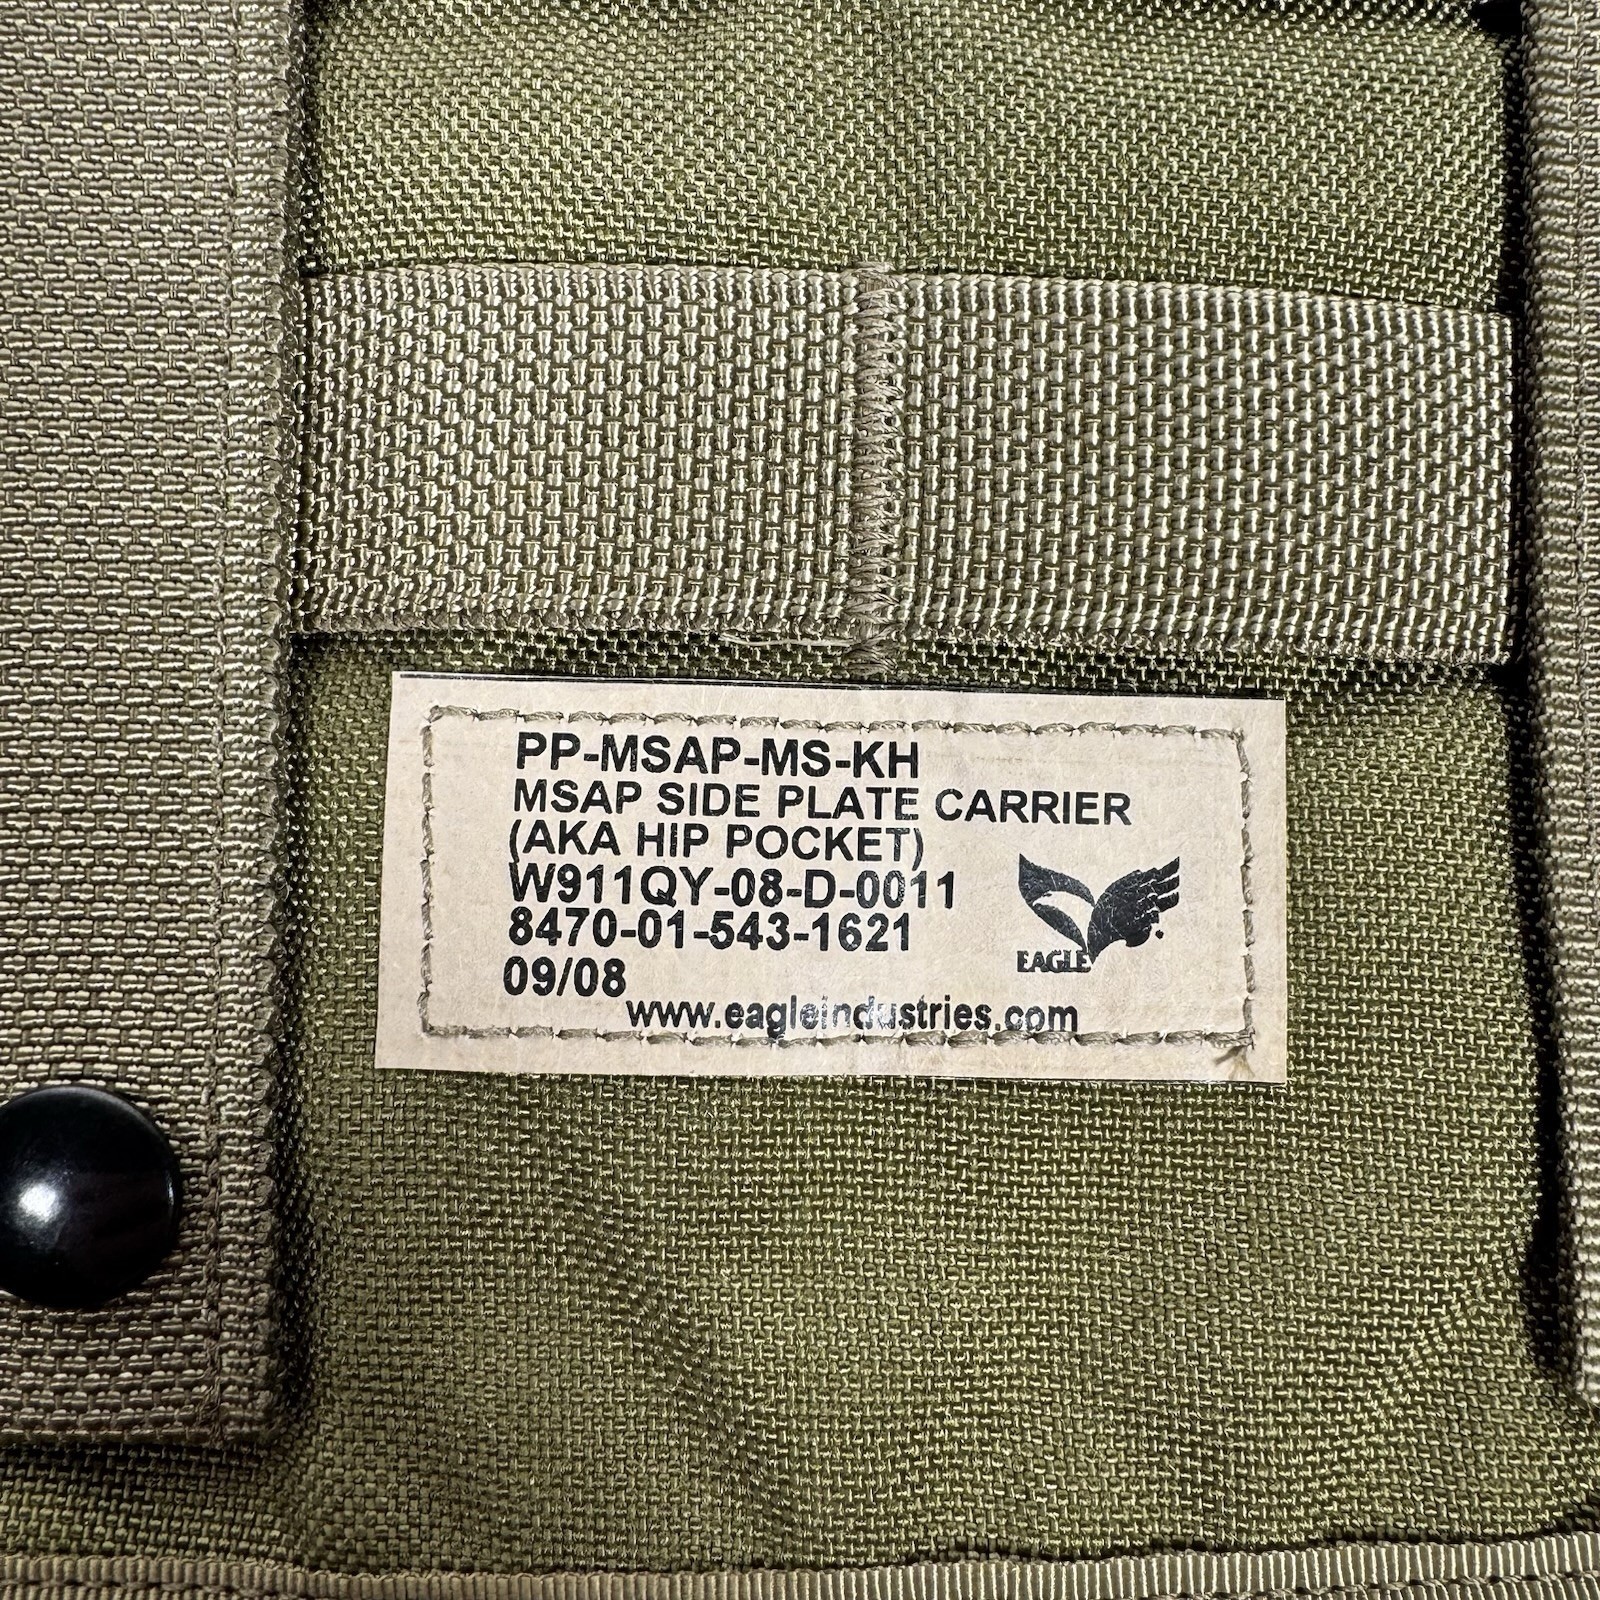 PP-MSAP-MS-KH
MSAP SIDE PLATE CARRIER
(AKA HIP POCKET)
W911QY-08-D-0011
8470-01-543-1621
EAGLE
09/08
www.eagleindustries.com